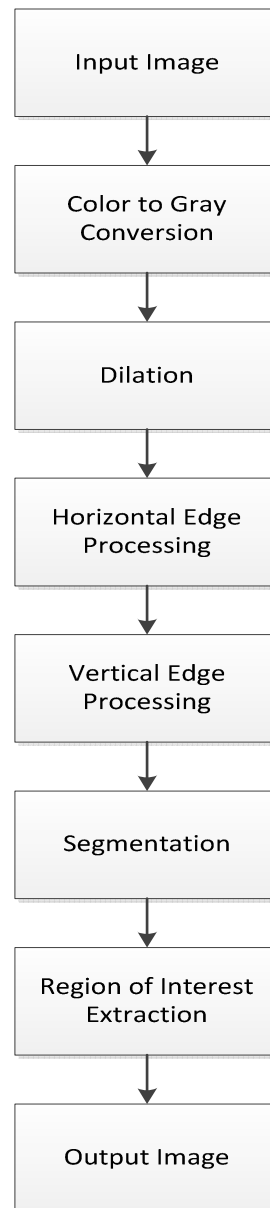 Input Image
Color to Gray
Conversion
Dilation
Horizontal Edge
Processing
Vertical Edge
Processing
Segmentation
Region of Interest
Extraction
Output Image